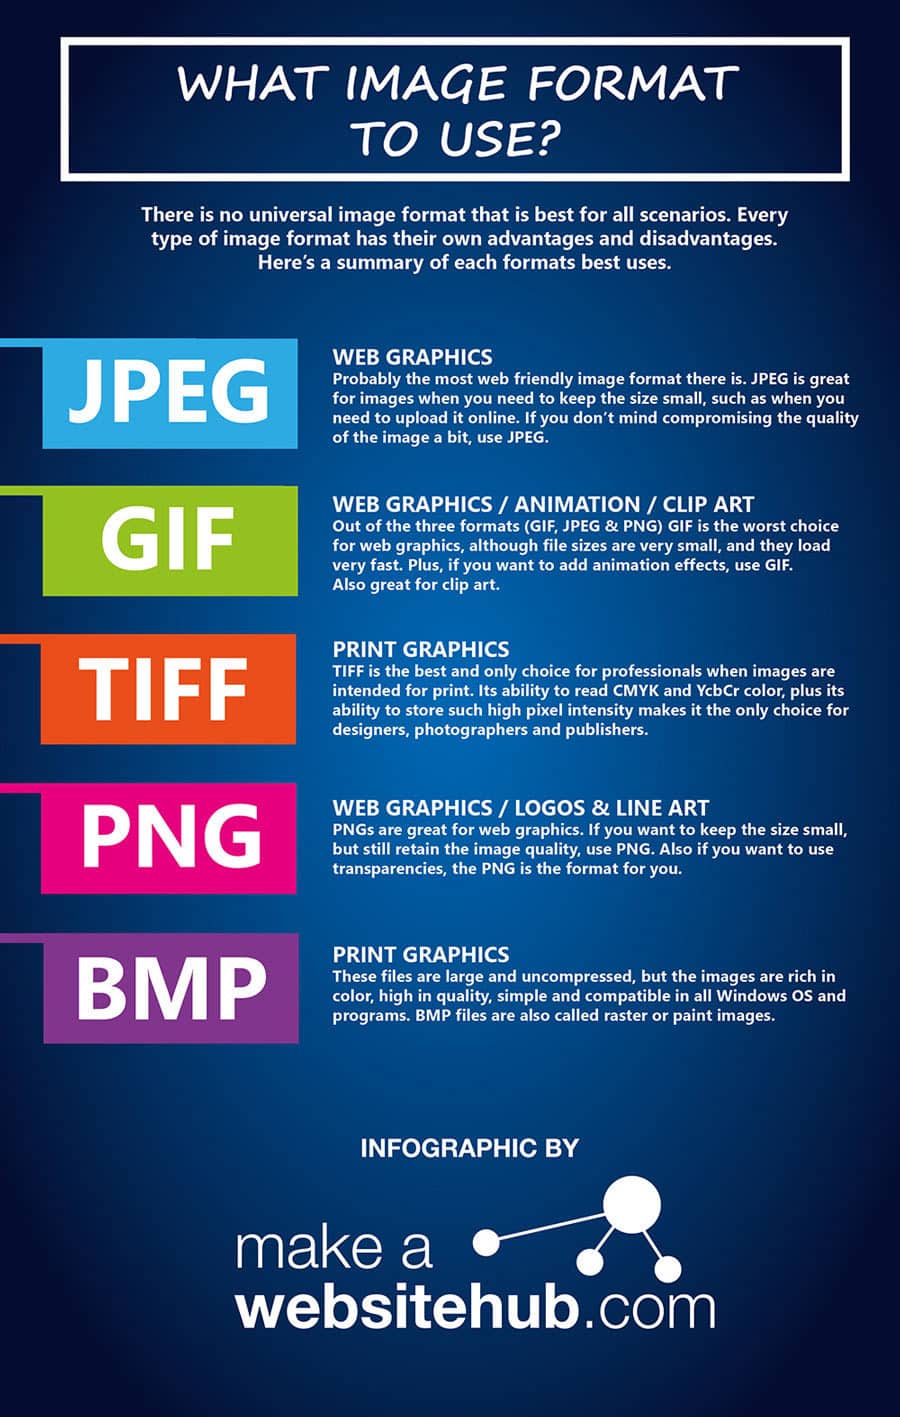 WHAT IMAGE FORMAT
TO USE?
There is no universal image format that is best for all scenarios. Every
type of image format has their own advantages and disadvantages.
Here's a summary of each formats best uses.
JPEG
WEB GRAPHICS
Probably the most web friendly image format there is. JPEG is great
for images when you need to keep the size small, such as when you
need to upload it online. If you don't mind compromising the quality
of the image a bit, use JPEG.
GIF
WEB GRAPHICS / ANIMATION / CLIP ART
Out of the three formats (GIF, JPEG & PNG) GIF is the worst choice
for web graphics, although file sizes are very small, and they load
very fast. Plus, if you want to add animation effects, use GIF.
Also great for clip art.
TIFF
PRINT GRAPHICS
TIFF is the best and only choice for professionals when images are
intended for print. Its ability to read CMYK and YcbCr color, plus its
ability to store such high pixel intensity makes it the only choice for
designers, photographers and publishers.
PNG
WEB GRAPHICS / LOGOS & LINE ART
PNGs are great for web graphics. If you want to keep the size small,
but still retain the image quality, use PNG. Also if you want to use
transparencies, the PNG is the format for you.
BMP
PRINT GRAPHICS
These files are large and uncompressed, but the images are rich in
color, high in quality, simple and compatible in all Windows OS and
programs. BMP files are also called raster or paint images.
INFOGRAPHIC BY
make a
websitehub.com